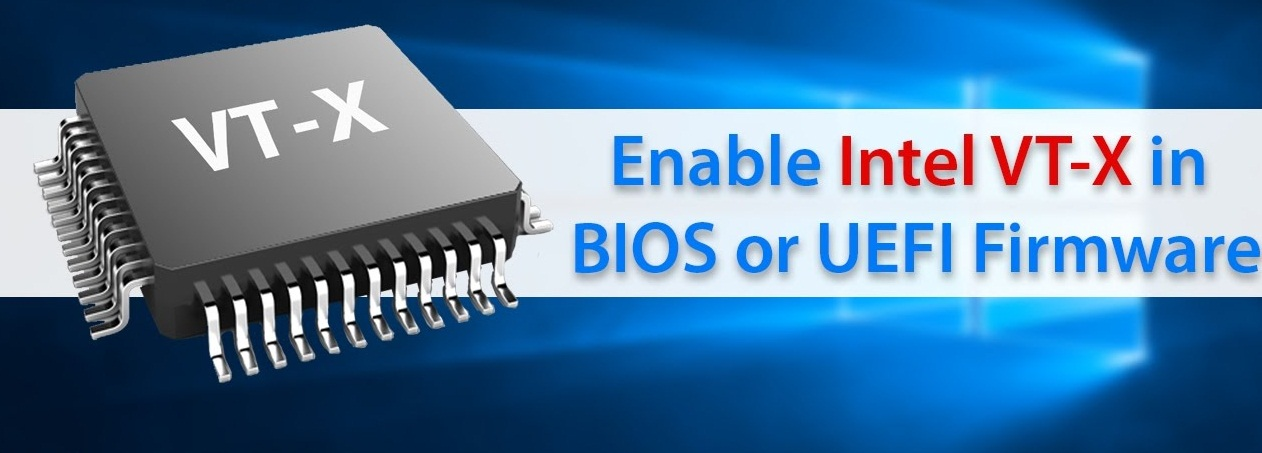 VT-X
Enable Intel VT-X in
BIOS or UEFI Firmware